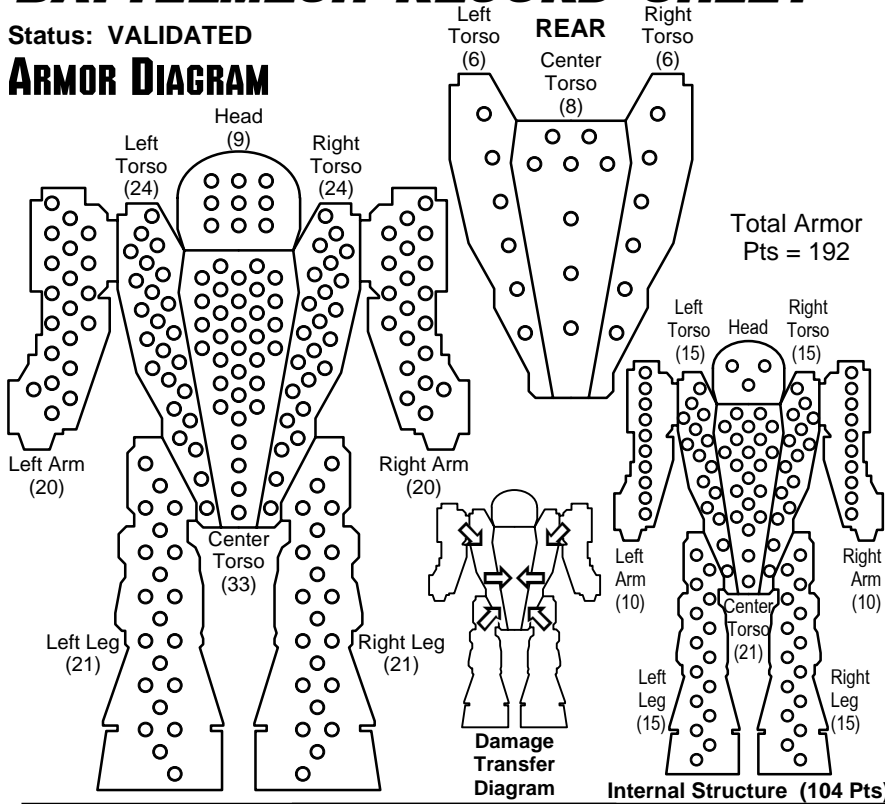 BATTLEMECH RECORD SHEET
Status: VALIDATED
ARMOR DIAGRAM
Head
(9)
Left
Torso
(24)
Right
Torso
(24)
Left Arm
(20)
Right Arm
(20)
Center
Torso
(33)
Left Leg
(21)
Right Leg
(21)
REAR
Left
Torso
(6)
Center
Torso
(8)
Right
Torso
(6)
Total Armor
Pts = 192
Left
Torso
(15)
Head
Right
Torso
(15)
Left
Arm
(10)
Right
Arm
(10)
Center
Torso
(21)
Left
Leg
(15)
Right
Leg
(15)
Damage
Transfer
Diagram
Internal Structure (104 Pts)